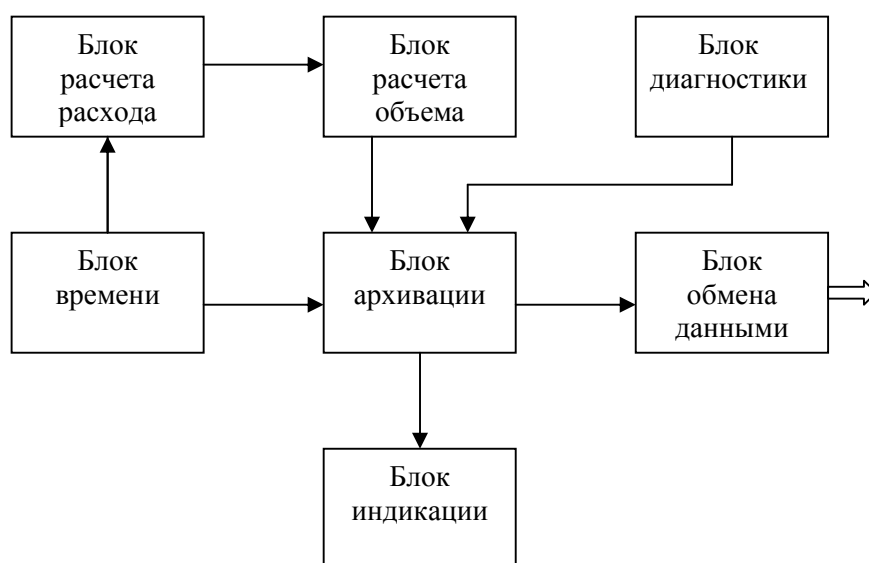 Блок
расчета
расхода
Блок
расчета
объема
Блок
диагностики
Блок
времени
Блок
архивации
Блок
обмена
данными
Блок
индикации